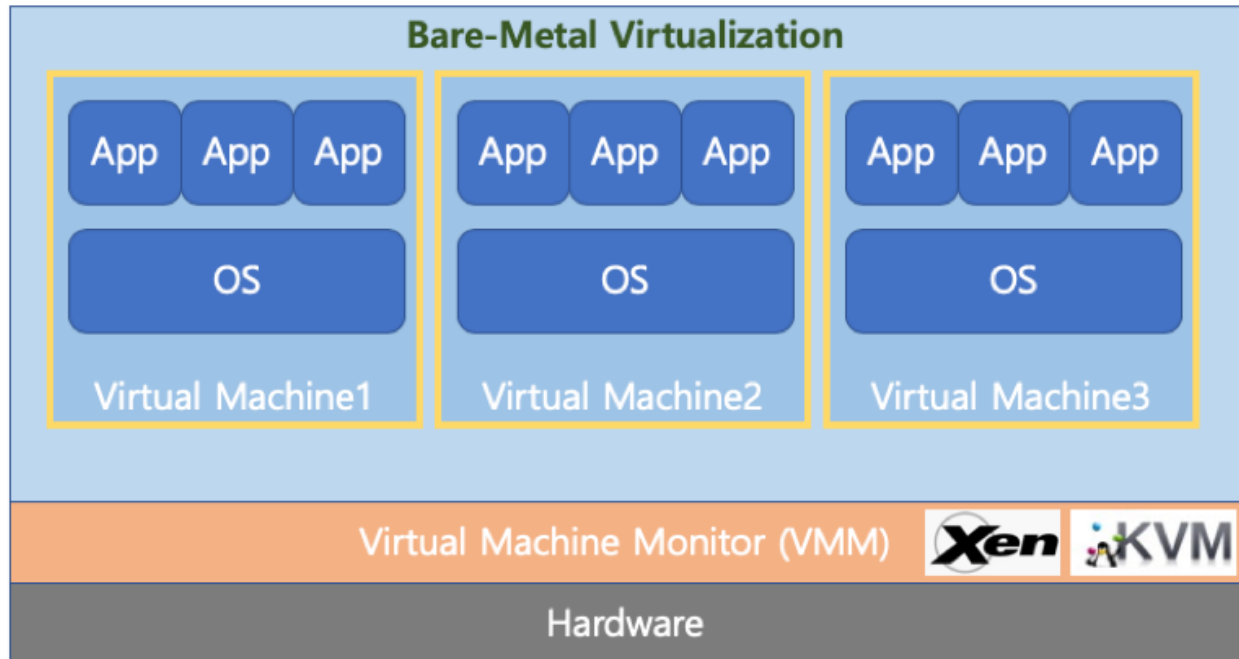 Bare-Metal Virtualization
App App App App App App App App App
OS OS OS
Virtual Machine1 Virtual Machine2 Virtual Machine3
Virtual Machine Monitor (VMM) Xen KVM
Hardware